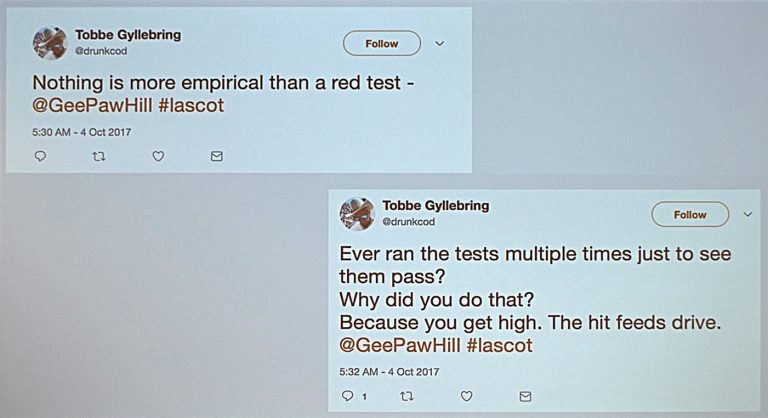 Tobbe Gyllebring
@drunkcod
Follow
Nothing is more empirical than a red test -
@GeePawHill #lascot
5:30 AM - 4 Oct 2017
Tobbe Gyllebring
@drunkcod
Follow
Ever ran the tests multiple times just to see
them pass?
Why did you do that?
Because you get high. The hit feeds drive.
@GeePawHill #lascot
5:32 AM - 4 Oct 2017
1